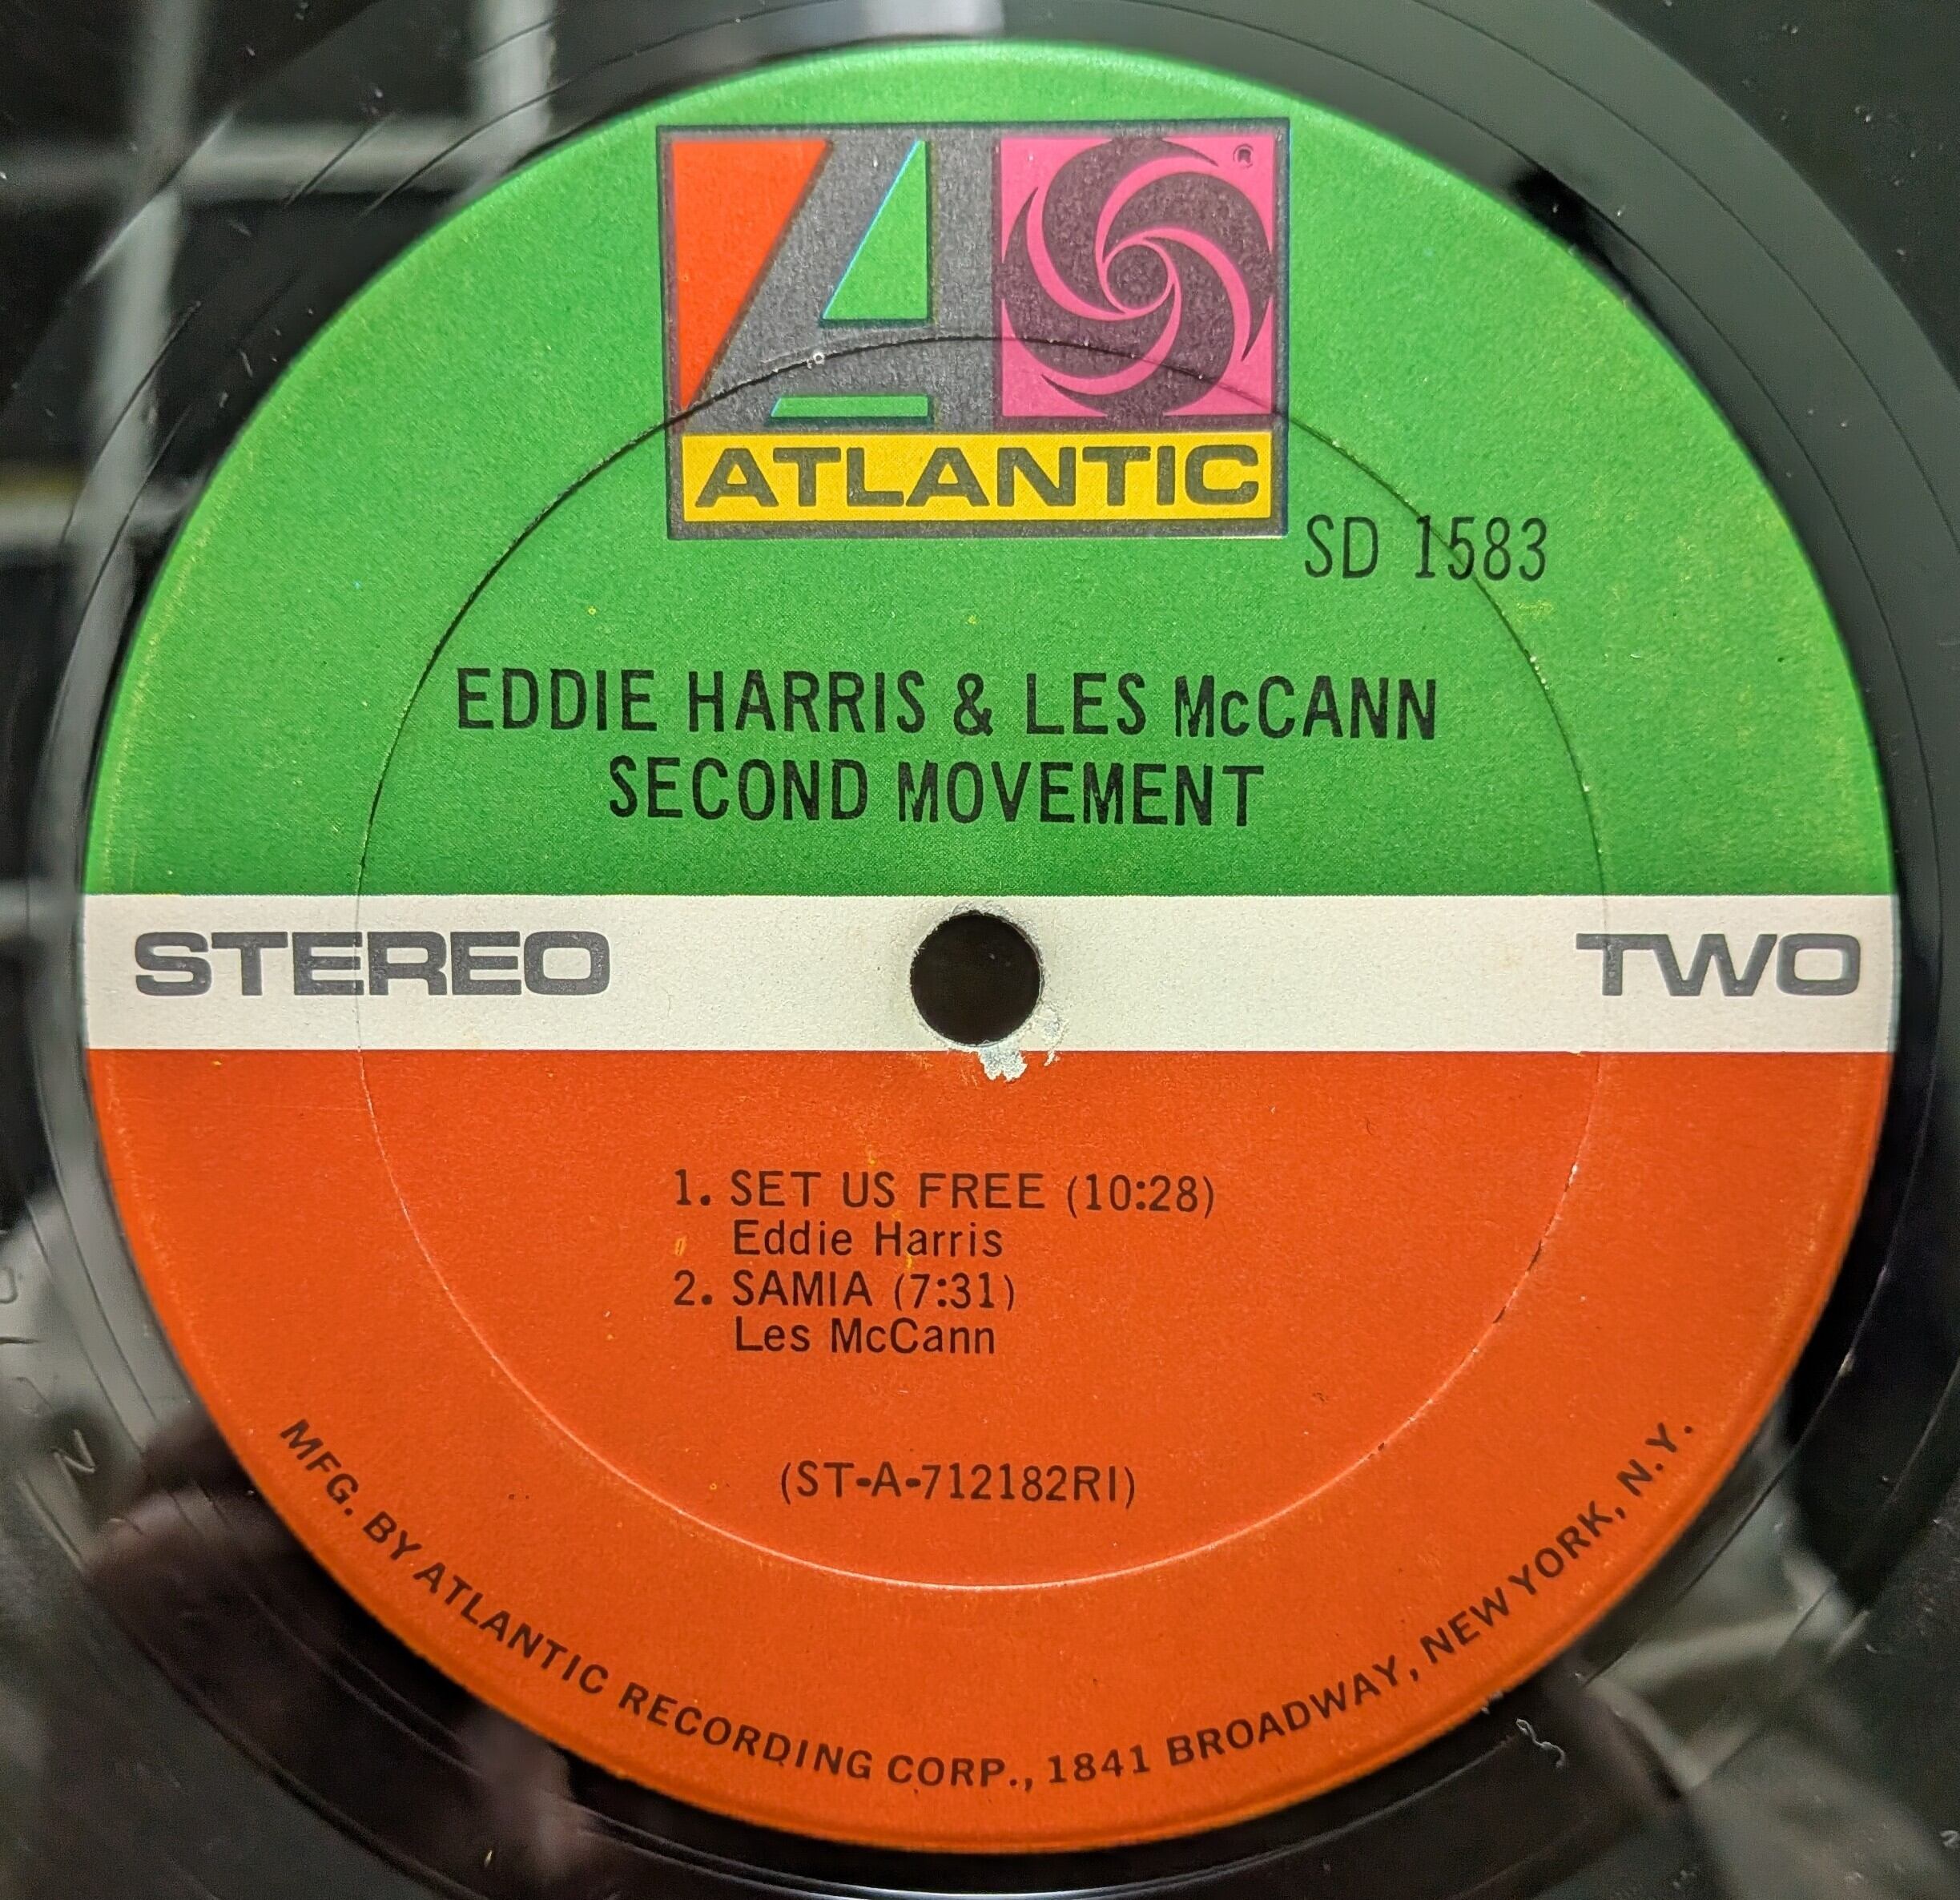 ATLANTIC
SD 1583
EDDIE HARRIS & LES McCANN
SECOND MOVEMENT
STEREO
TWO
1. SET US FREE (10:28)
Eddie Harris
2. SAMIA (7:31)
Les McCann
(ST-A-712182RI)
MFG. BY ATLANTIC RECORDING CORP., 1841 BROADWAY, NEW YORK, N.Y.